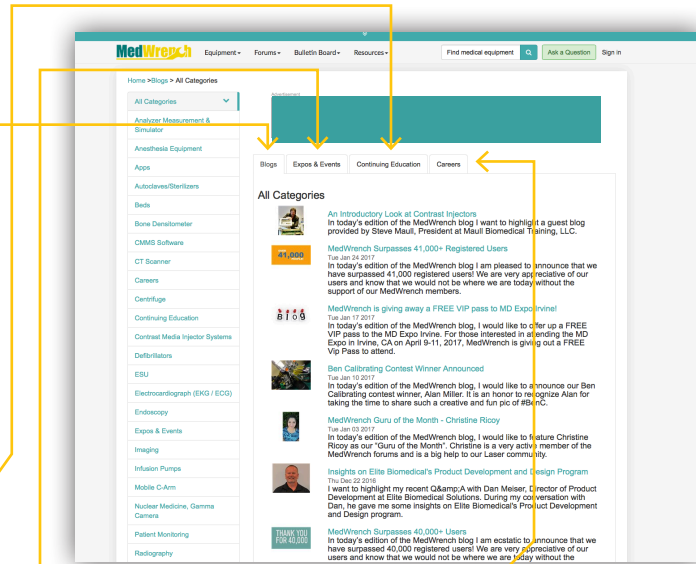 MedWrench
Equipment
Forums
Bulletin Board
Resources
Find medical equipment
Ask a Question
Sign in
Home >Blogs > All Categories
All Categories
Analyzer Measurement &
Simulator
Anesthesia Equipment
Apps
Autoclaves/Sterilizers
Beds
Bone Densitometer
CMMS Software
CT Scanner
Careers
Centrifuge
Continuing Education
Contrast Media Injector Systems
Defibrillators
ESU
Electrocardiograph (EKG / ECG)
Endoscopy
Expos & Events
Imaging
Infusion Pumps
Mobile C-Arm
Nuclear Medicine, Gamma
Camera
Patient Monitoring
Radiography
Advertisement
Blogs
Expos & Events
Continuing Education
Careers
All Categories
An Introductory Look at Contrast Injectors
In today's edition of the MedWrench blog I want to highlight a guest blog
provided by Steve Maull, President at Maull Biomedical Training, LLC.
41,000
MedWrench Surpasses 41,000+ Registered Users
Tue Jan 24 2017
In today's edition of the MedWrench blog I am pleased to announce that we
have surpassed 41,000 registered users! We are very appreciative of our
users and know that we would not be where we are today without the
support of our MedWrench members.
Blog
MedWrench is giving away a FREE VIP pass to MD Expo Irvine!
Tue Jan 17 2017
In today's edition of the MedWrench blog, I would like to offer up a FREE
VIP pass to the MD Expo Irvine. For those interested in attending the MD
Expo in Irvine, CA on April 9-11, 2017, MedWrench is giving out a FREE
Vip Pass to attend.
Ben Calibrating Contest Winner Announced
Tue Jan 10 2017
In today's edition of the MedWrench blog, I would like to announce our Ben
Calibrating contest winner, Alan Miller. It is an honor to recognize Alan for
taking the time to share such a creative and fun pic of #BenC.
MedWrench Guru of the Month - Christine Ricoy
Tue Jan 03 2017
In today's edition of the MedWrench blog, I would like to feature Christine
Ricoy as our "Guru of the Month". Christine is a very active member of the
MedWrench forums and is a big help to our Laser community.
Insights on Elite Biomedical's Product Development and Design Program
Thu Dec 22 2016
I want to highlight my recent Q&amp;A with Dan Meiser, Director of Product
Development at Elite Biomedical Solutions. During my conversation with
Dan, he gave me some insights on Elite Biomedical's Product Development
and Design program.
THANK YOU
FOR 40,000
MedWrench Surpasses 40,000+ Users
In today's edition of the MedWrench blog I am ecstatic to announce that we
have surpassed 40,000 registered users! We are very appreciative of our
users and know that we would not be where we are today without the